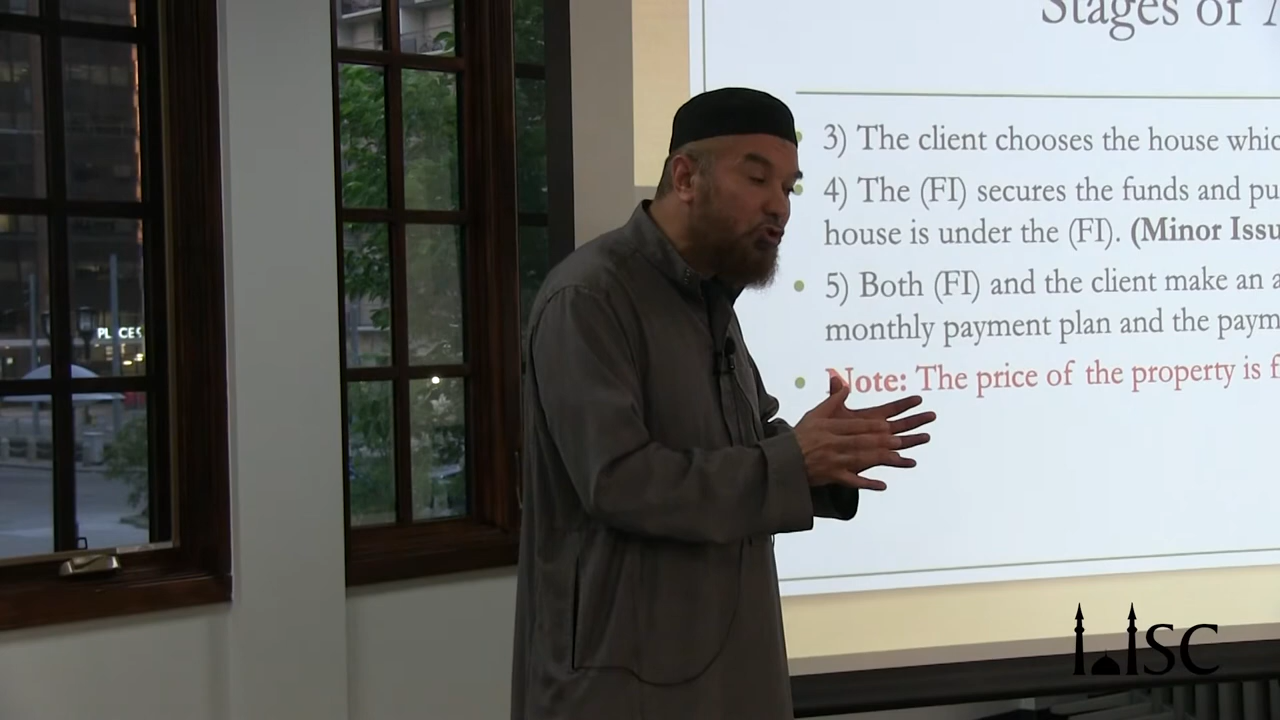 Stages of
3) The client chooses the house
4) The (FI) secures the funds and
house is under the (FI). (Minor
5) Both (FI) and the client make an
monthly payment plan and the
Note: The price of the property is
PLACES
ISC